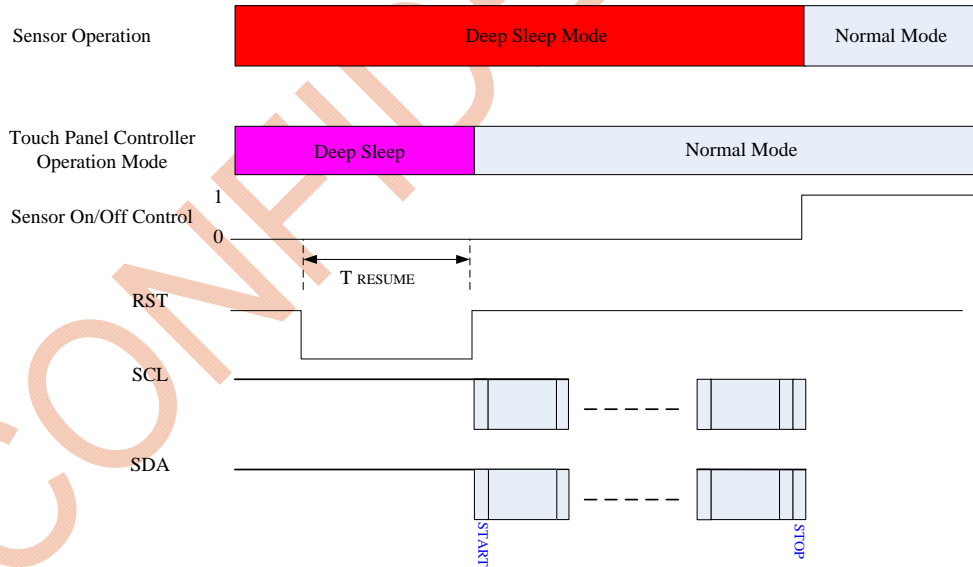 Sensor Operation
Deep Sleep Mode
Normal Mode
Touch Panel Controller
Operation Mode
Deep Sleep
Normal Mode
Sensor On/Off Control
1
0
T RESUME
RST
SCL
SDA
START
STOP